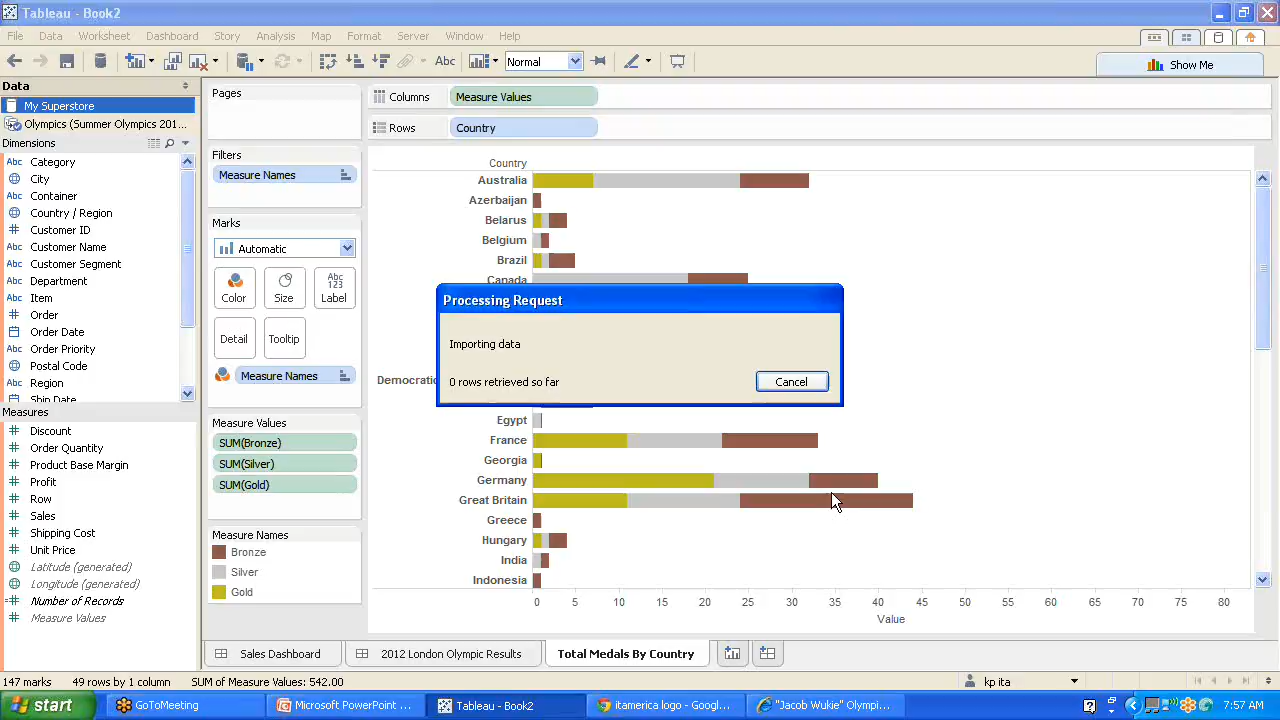 Tableau - Book2
File Data Worksheet Dashboard Story Analysis Map Format Server Window Help
Abc Normal Show Me
Data
My Superstore
Olympics (Summer Olympics 201...
Dimensions
Abc Category
City
Abc Container
Country / Region
# Customer ID
Abc Customer Name
Abc Customer Segment
Abc Department
Abc Item
# Order
Order Date
Abc Order Priority
Postal Code
Abc Region
Ship Date
Measures
# Discount
# Order Quantity
# Product Base Margin
# Profit
# Row
# Sales
# Shipping Cost
# Unit Price
Latitude (generated)
Longitude (generated)
Number of Records
# Measure Values
Pages
Filters
Measure Names
Marks
Automatic
Color Size Abc 123 Label
Detail Tooltip
Measure Names
Measure Values
SUM(Bronze)
SUM(Silver)
SUM(Gold)
Measure Names
Bronze
Silver
Gold
Columns Measure Values
Rows Country
Country
Australia
Azerbaijan
Belarus
Belgium
Brazil
Canada
Democratic
Egypt
France
Georgia
Germany
Great Britain
Greece
Hungary
India
Indonesia
0 5 10 15 20 25 30 35 40 45 50 55 60 65 70 75 80
Value
Processing Request
Importing data
0 rows retrieved so far
Cancel
Sales Dashboard 2012 London Olympic Results Total Medals By Country
147 marks 49 rows by 1 column SUM of Measure Values: 542.00 kp ita
start GoToMeeting Microsoft PowerPoint ... Tableau - Book2 itamerica logo - Googl... "Jacob Wukie" Olympi... 7:57 AM